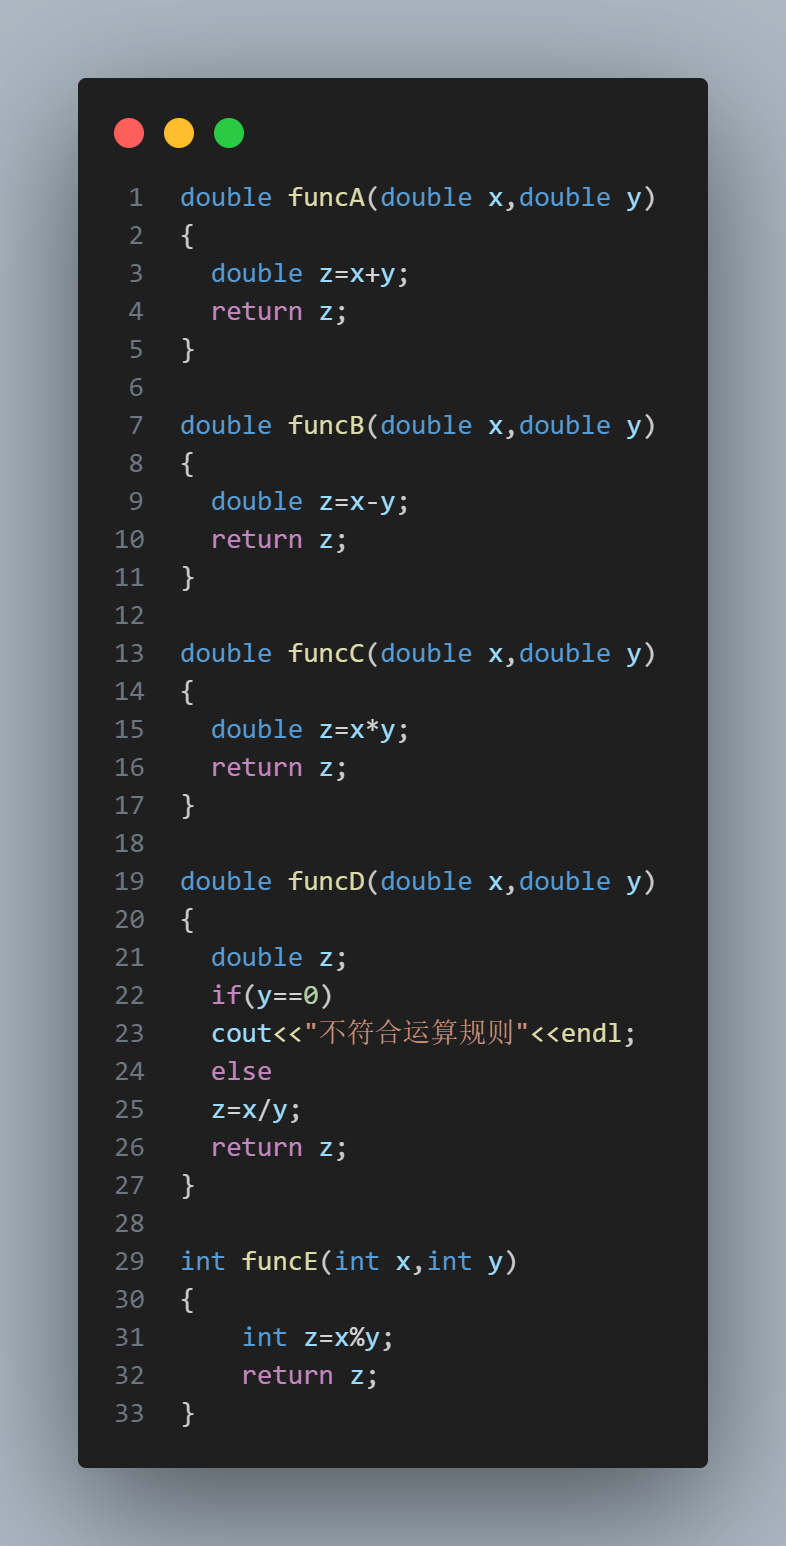 1 double funcA(double x,double y)
2 {
3   double z=x+y;
4   return z;
5 }
6
7 double funcB(double x,double y)
8 {
9   double z=x-y;
10   return z;
11 }
12
13 double funcC(double x,double y)
14 {
15   double z=x*y;
16   return z;
17 }
18
19 double funcD(double x,double y)
20 {
21   double z;
22   if(y==0)
23   cout<<"不符合运算规则"<<endl;
24   else
25   z=x/y;
26   return z;
27 }
28
29 int funcE(int x,int y)
30 {
31     int z=x%y;
32     return z;
33 }